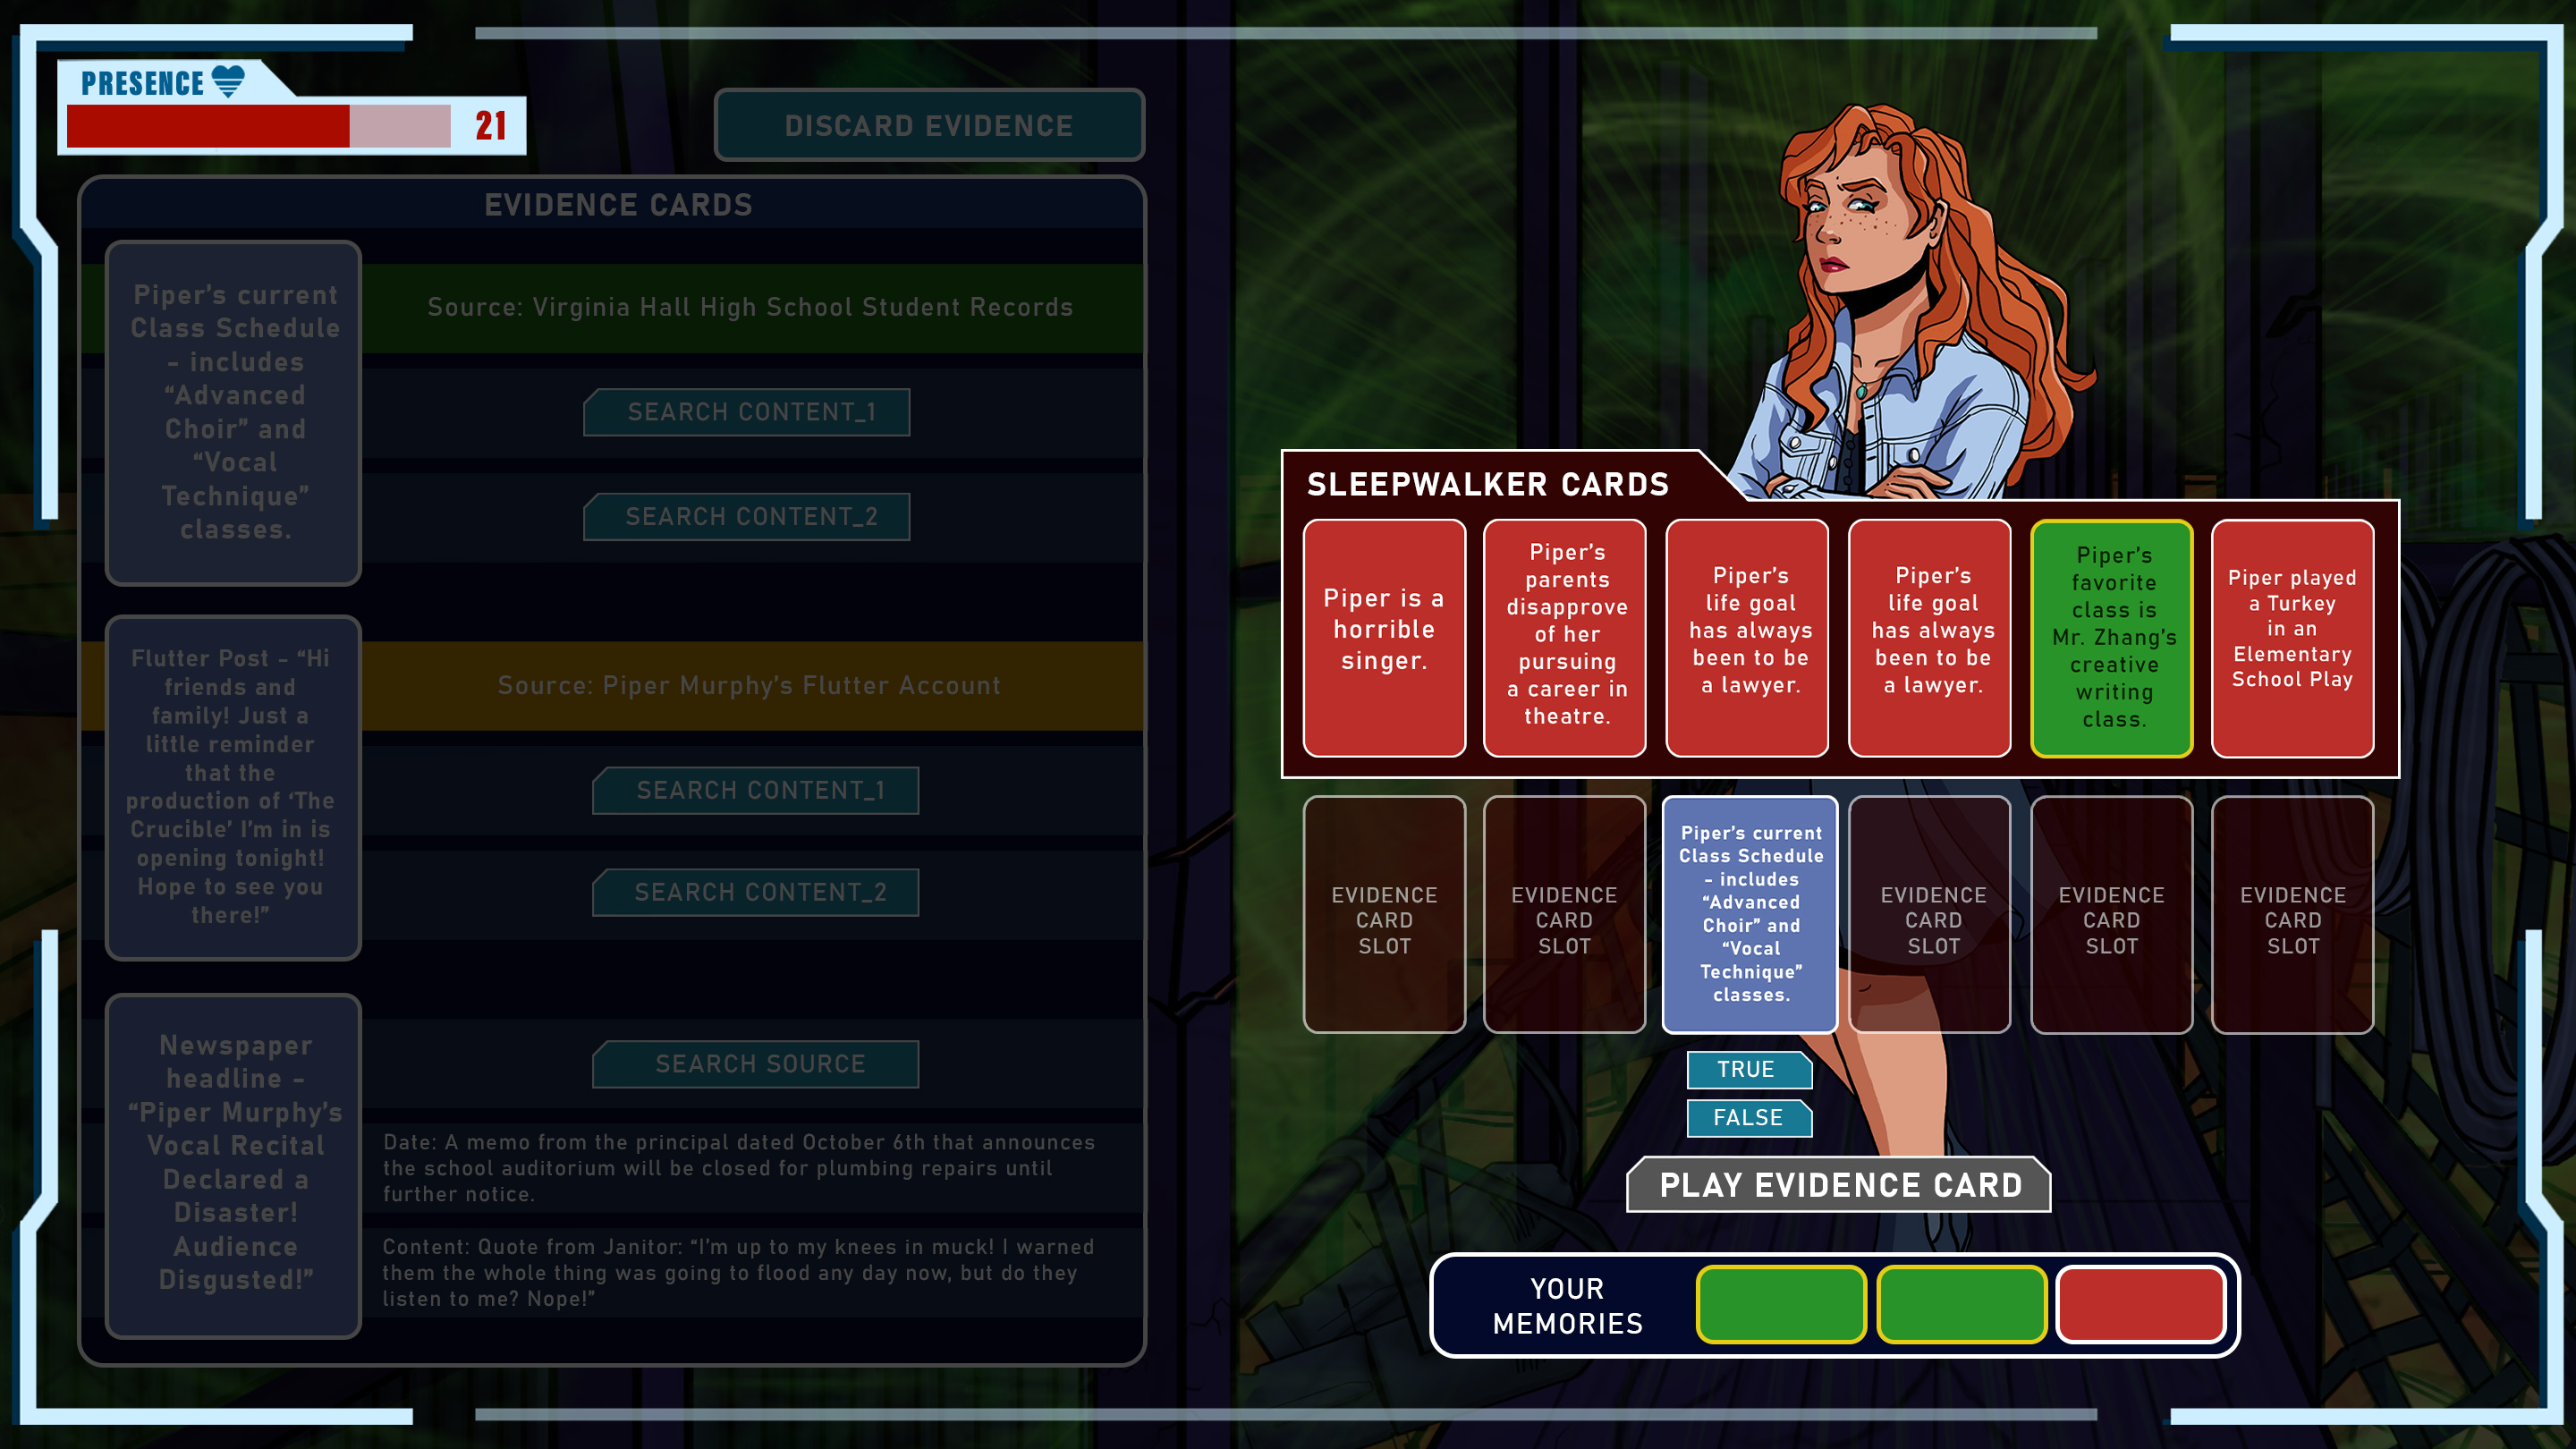 PRESENCE
21
DISCARD EVIDENCE
EVIDENCE CARDS
Piper’s current
Class Schedule
- includes
“Advanced
Choir” and
“Vocal
Technique”
classes.
Source: Virginia Hall High School Student Records
SEARCH CONTENT_1
SEARCH CONTENT_2
Flutter Post - “Hi
friends and
family! Just a
little reminder
that the
production of ‘The
Crucible’ I’m in is
opening tonight!
Hope to see you
there!”
Source: Piper Murphy’s Flutter Account
SEARCH CONTENT_1
SEARCH CONTENT_2
Newspaper
headline -
“Piper Murphy’s
Vocal Recital
Declared a
Disaster!
Audience
Disgusted!”
SEARCH SOURCE
Date: A memo from the principal dated October 6th that announces
the school auditorium will be closed for plumbing repairs until
further notice.
Content: Quote from Janitor: “I’m up to my knees in muck! I warned
them the whole thing was going to flood any day now, but do they
listen to me? Nope!”
SLEEPWALKER CARDS
Piper is a
horrible
singer.
Piper’s
parents
disapprove
of her
pursuing
a career in
theatre.
Piper’s
life goal
has always
been to be
a lawyer.
Piper’s
life goal
has always
been to be
a lawyer.
Piper’s
favorite
class is
Mr. Zhang’s
creative
writing
class.
Piper played
a Turkey
in an
Elementary
School Play
EVIDENCE
CARD
SLOT
EVIDENCE
CARD
SLOT
Piper’s current
Class Schedule
- includes
“Advanced
Choir” and
“Vocal
Technique”
classes.
EVIDENCE
CARD
SLOT
EVIDENCE
CARD
SLOT
EVIDENCE
CARD
SLOT
TRUE
FALSE
PLAY EVIDENCE CARD
YOUR
MEMORIES